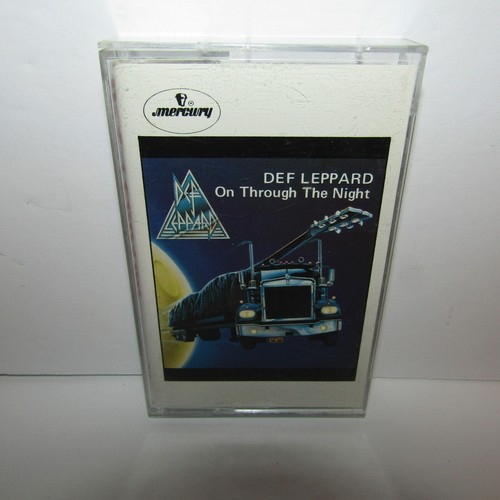 mercury
DEF LEPPARD
On Through The Night
DEF
LEPPARD